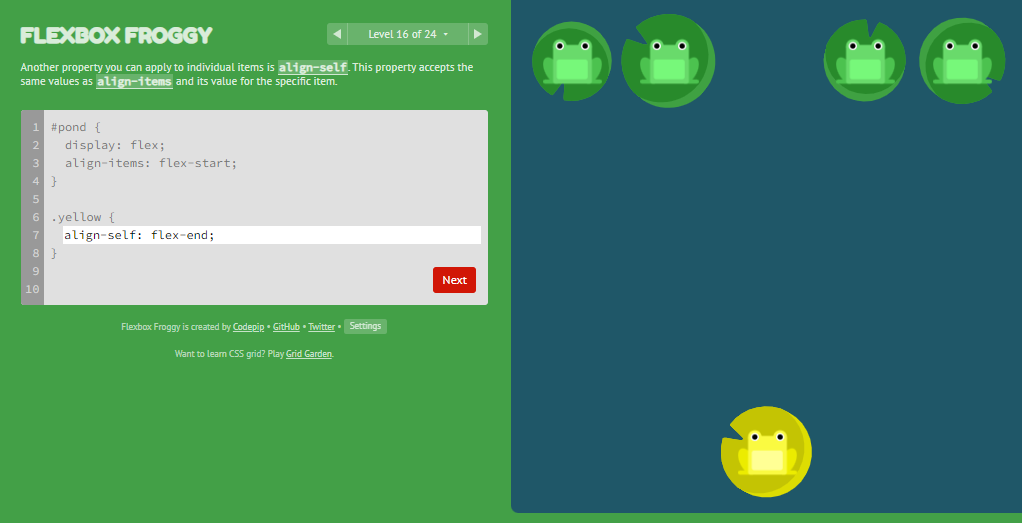 FLEXBOX FROGGY
Level 16 of 24
Another property you can apply to individual items is align-self. This property accepts the
same values as align-items and its value for the specific item.
1 #pond {
2 display: flex;
3 align-items: flex-start;
4 }
5
6 .yellow {
7 align-self: flex-end;
8 }
9
10
Next
Flexbox Froggy is created by Codepip • GitHub • Twitter • Settings
Want to learn CSS grid? Play Grid Garden.